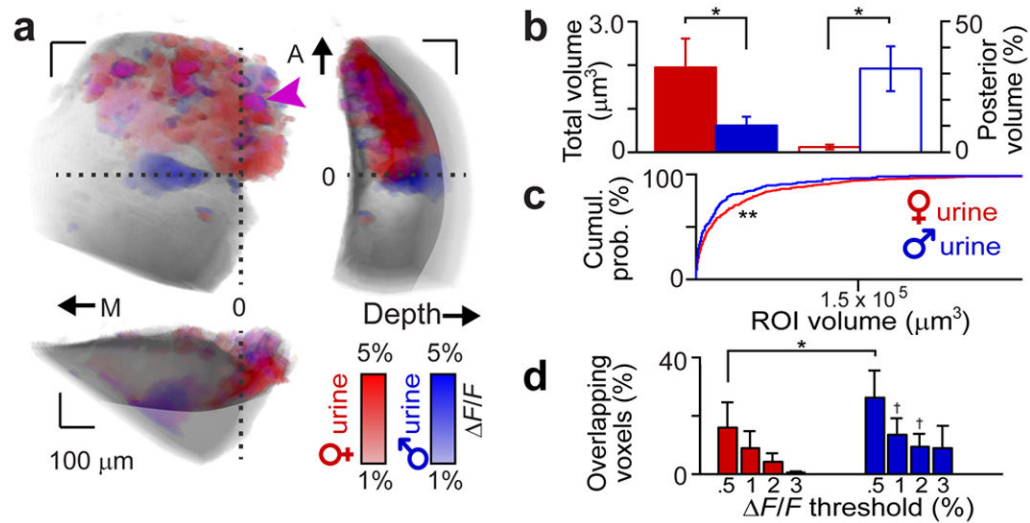 a
A
0
M
0
Depth
5%
5%
♀ urine
♂ urine
ΔF/F
1%
1%
100 μm
b
*
*
Total volume
(μm³)
3.0
0
50
0
Posterior
volume (%)
c
Cumul.
prob. (%)
100
0
**
♀ urine
♂ urine
1.5 x 10⁵
ROI volume (μm³)
d
*
Overlapping
voxels (%)
40
0
† †
.5 1 2 3 .5 1 2 3
ΔF/F threshold (%)